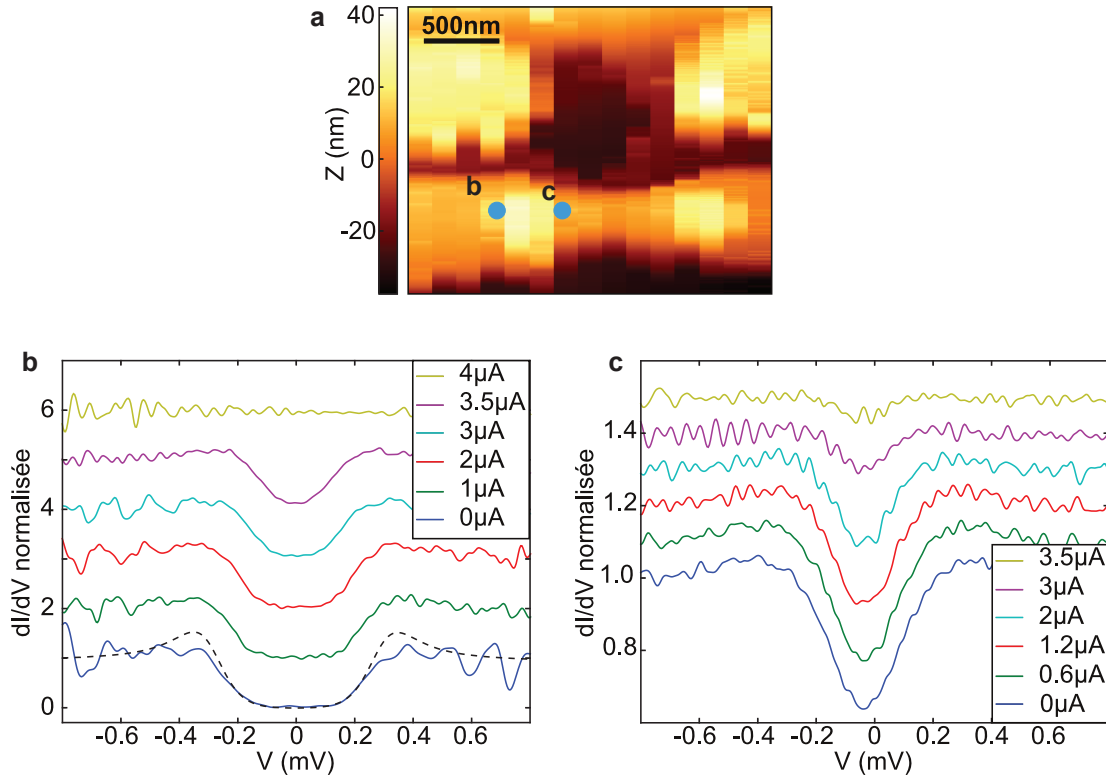 a
500nm
40
20
0
-20
Z (nm)
b
c
b
dI/dV normalisée
6
4
2
0
4µA
3.5µA
3µA
2µA
1µA
0µA
-0.6
-0.4
-0.2
0
0.2
0.4
0.6
V (mV)
c
dI/dV normalisée
1.4
1.2
1.0
0.8
3.5µA
3µA
2µA
1.2µA
0.6µA
0µA
-0.6
-0.4
-0.2
0
0.2
0.4
0.6
V (mV)